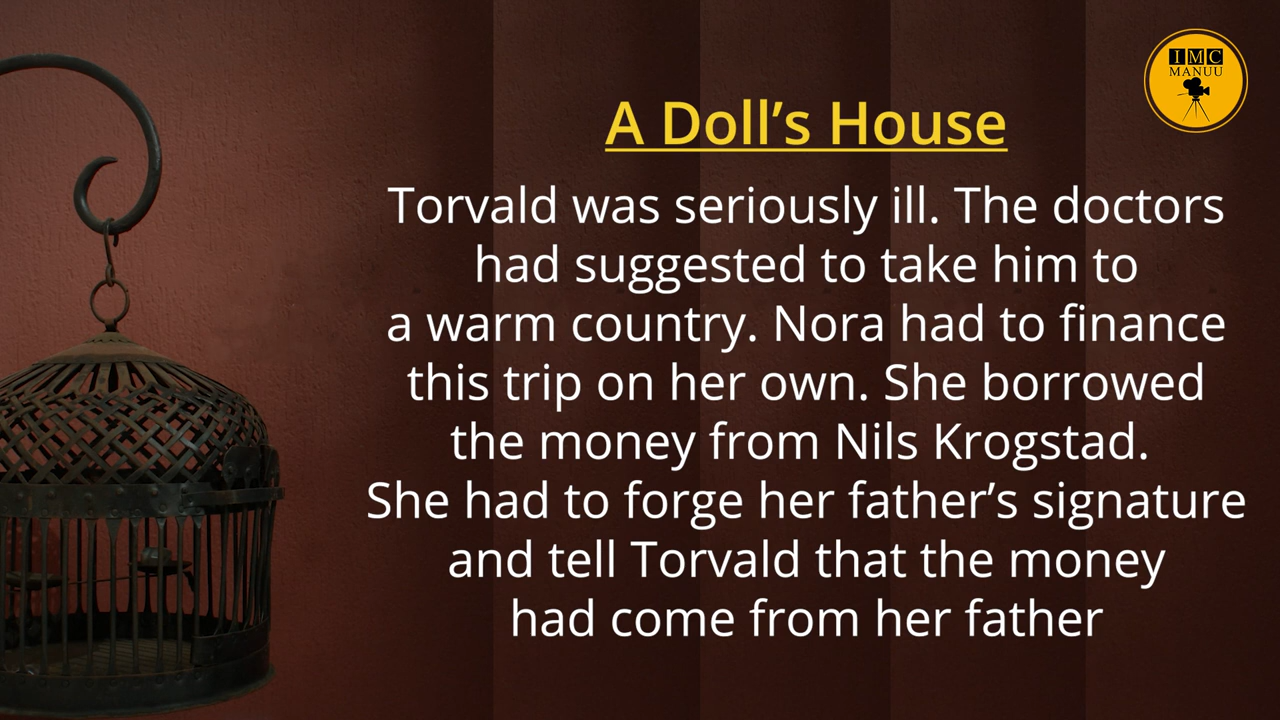 IMC
MANUU
A Doll’s House
Torvald was seriously ill. The doctors
had suggested to take him to
a warm country. Nora had to finance
this trip on her own. She borrowed
the money from Nils Krogstad.
She had to forge her father’s signature
and tell Torvald that the money
had come from her father